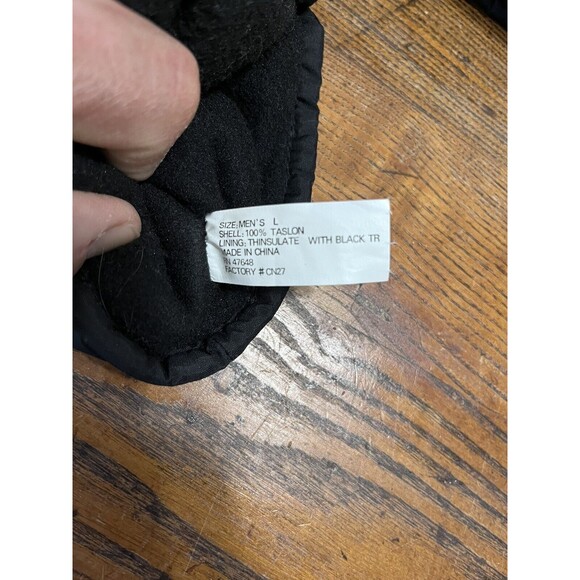 SIZE:MEN'S L
SHELL:100% TASLON
LINING:THINSULATE WITH BLACK TR
MADE IN CHINA
RN 47648
FACTORY #CN27